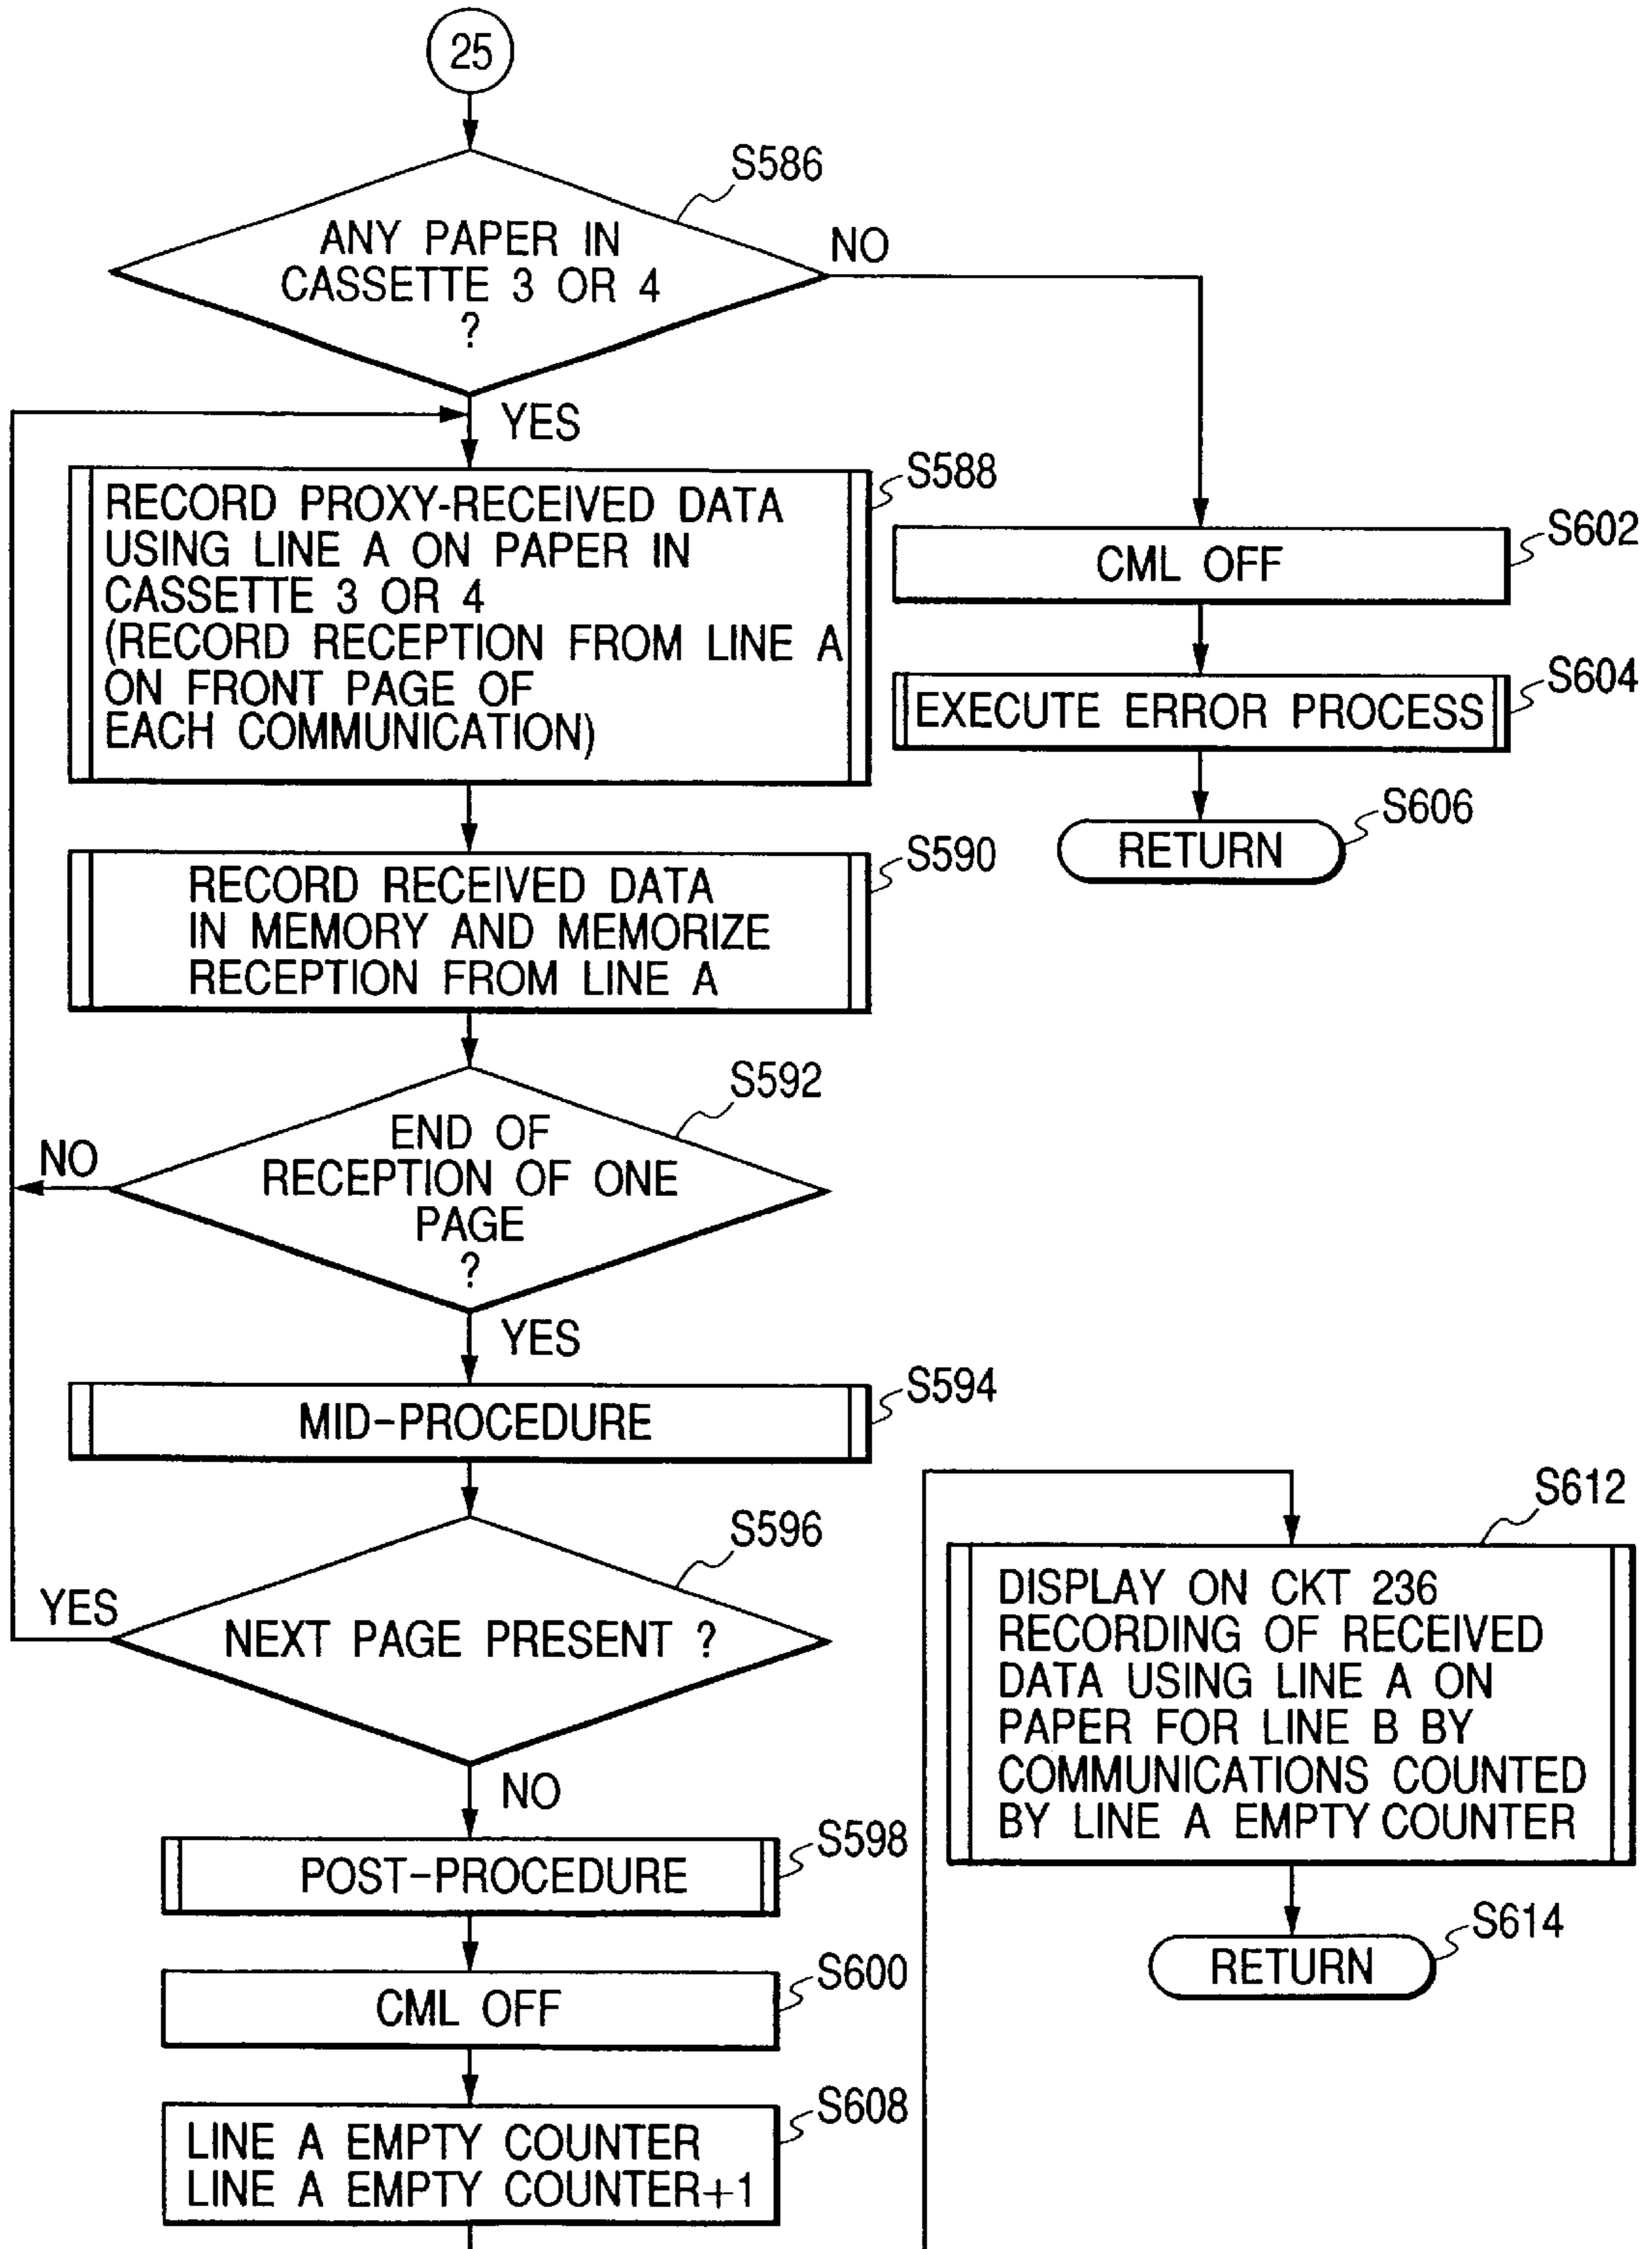 25
S586
ANY PAPER IN
CASSETTE 3 OR 4
?
NO
YES
S588
RECORD PROXY-RECEIVED DATA
USING LINE A ON PAPER IN
CASSETTE 3 OR 4
(RECORD RECEPTION FROM LINE A
ON FRONT PAGE OF
EACH COMMUNICATION)
S602
CML OFF
S604
EXECUTE ERROR PROCESS
S606
RETURN
S590
RECORD RECEIVED DATA
IN MEMORY AND MEMORIZE
RECEPTION FROM LINE A
S592
END OF
RECEPTION OF ONE
PAGE
?
NO
YES
S594
MID-PROCEDURE
S596
NEXT PAGE PRESENT ?
YES
NO
S598
POST-PROCEDURE
S600
CML OFF
S608
LINE A EMPTY COUNTER
LINE A EMPTY COUNTER+1
S612
DISPLAY ON CKT 236
RECORDING OF RECEIVED
DATA USING LINE A ON
PAPER FOR LINE B BY
COMMUNICATIONS COUNTED
BY LINE A EMPTY COUNTER
S614
RETURN